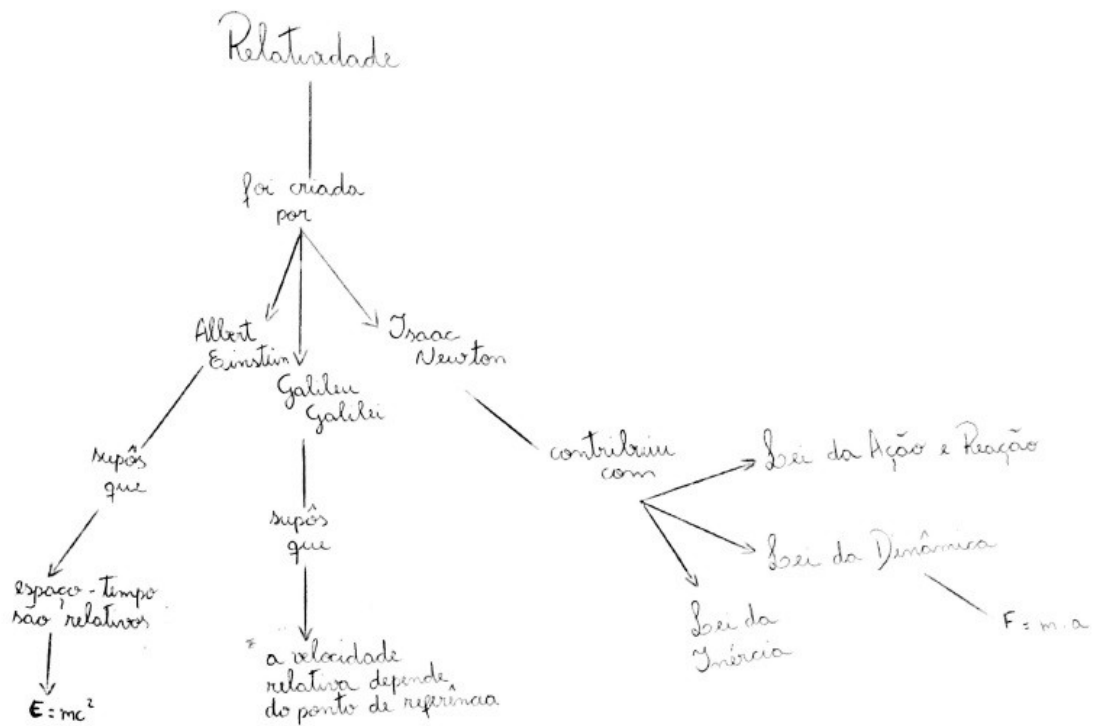 Relatividade
foi criada
por
Albert
Einstein
Galileu
Galilei
Isaac
Newton
supôs
que
espaço-tempo
são relativos
E=mc²
supôs
que
a velocidade
relativa depende
do ponto de referência
contribuiu
com
Lei da Ação e Reação
Lei da Dinâmica
F=m.a
Lei da
Inércia